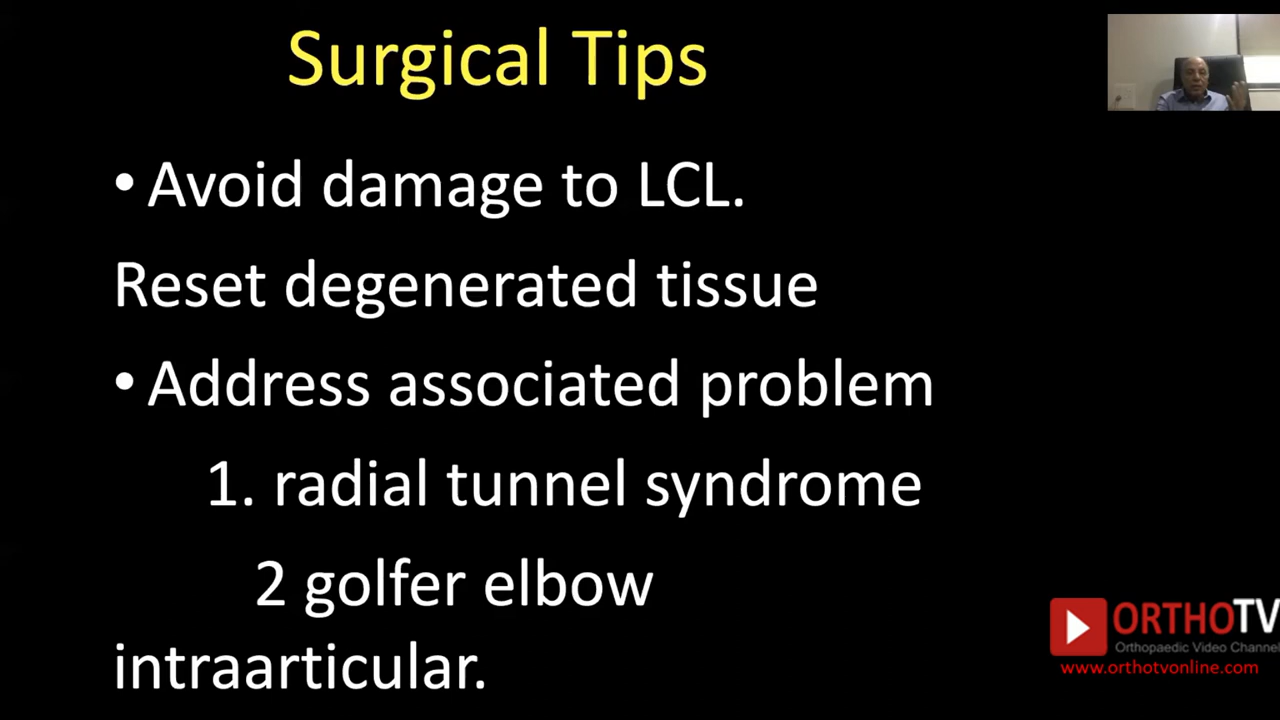 Surgical Tips
• Avoid damage to LCL.
Reset degenerated tissue
• Address associated problem
1. radial tunnel syndrome
2 golfer elbow
intraarticular.
ORTHOTV
Orthopaedic Video Channel
www.orthotvonline.com